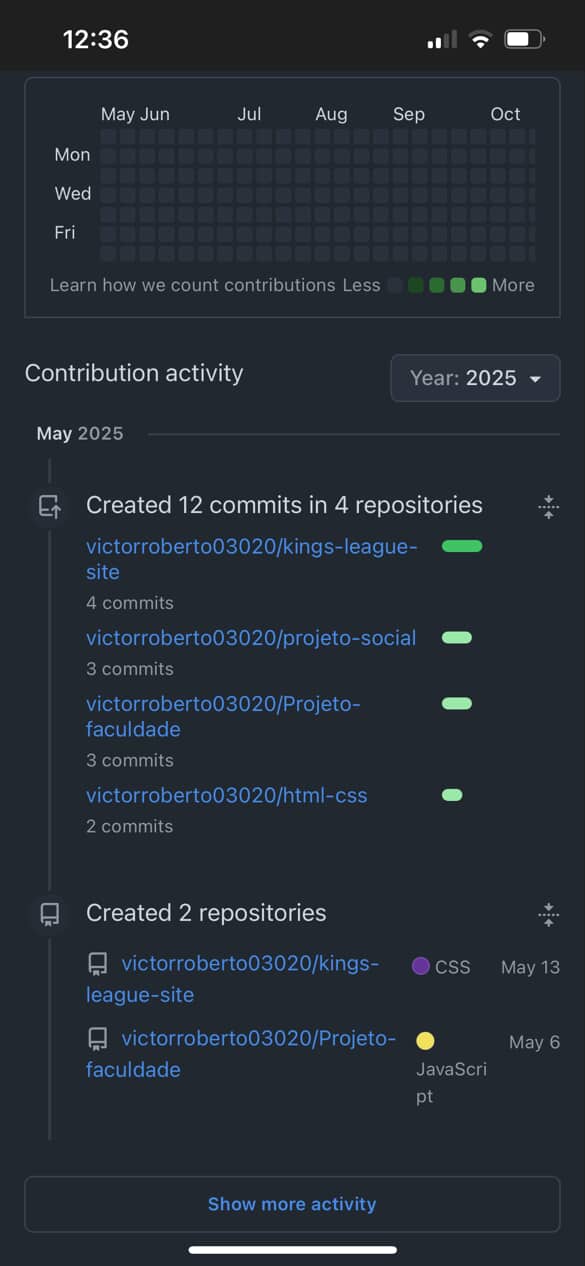 12:36
May Jun Jul Aug Sep Oct
Mon
Wed
Fri
Learn how we count contributions Less More
Contribution activity
Year: 2025
May 2025
Created 12 commits in 4 repositories
victorroberto03020/kings-league-
site
4 commits
victorroberto03020/projeto-social
3 commits
victorroberto03020/Projeto-
faculdade
3 commits
victorroberto03020/html-css
2 commits
Created 2 repositories
victorroberto03020/kings-
league-site
CSS
May 13
victorroberto03020/Projeto-
faculdade
JavaScri
pt
May 6
Show more activity